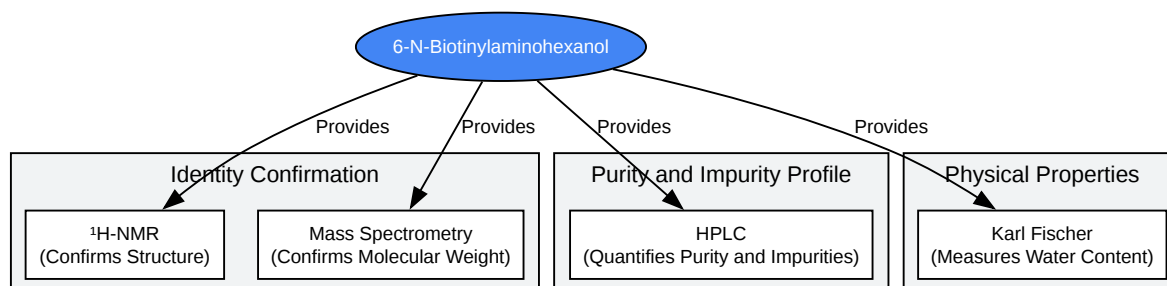 6-N-Biotinylaminohexanol
Provides
Provides
Provides
Provides
Identity Confirmation
Purity and Impurity Profile
Physical Properties
¹H-NMR
(Confirms Structure)
Mass Spectrometry
(Confirms Molecular Weight)
HPLC
(Quantifies Purity and Impurities)
Karl Fischer
(Measures Water Content)